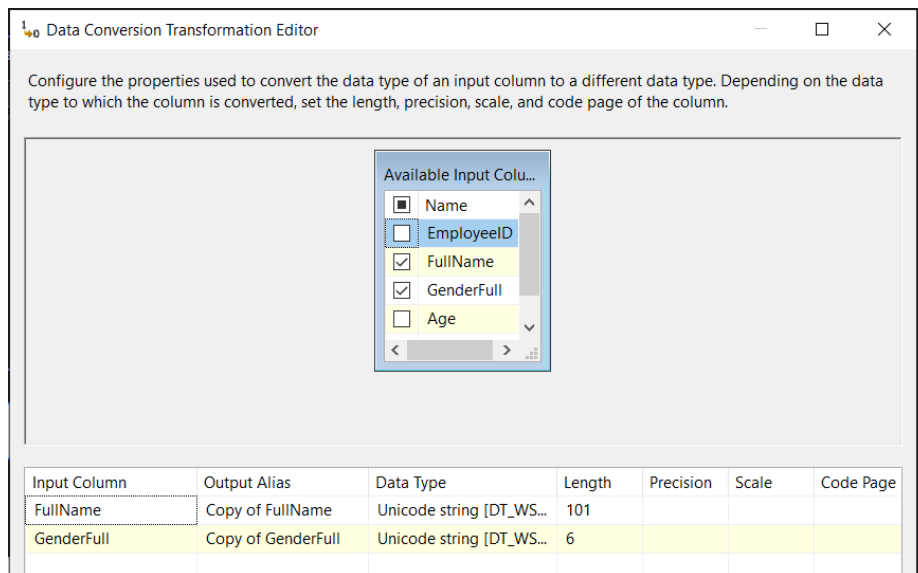 Data Conversion Transformation Editor
Configure the properties used to convert the data type of an input column to a different data type. Depending on the data
type to which the column is converted, set the length, precision, scale, and code page of the column.
Available Input Colu...
Name
EmployeeID
FullName
GenderFull
Age
Input Column Output Alias Data Type Length Precision Scale Code Page
FullName Copy of FullName Unicode string [DT_WS... 101
GenderFull Copy of GenderFull Unicode string [DT_WS... 6